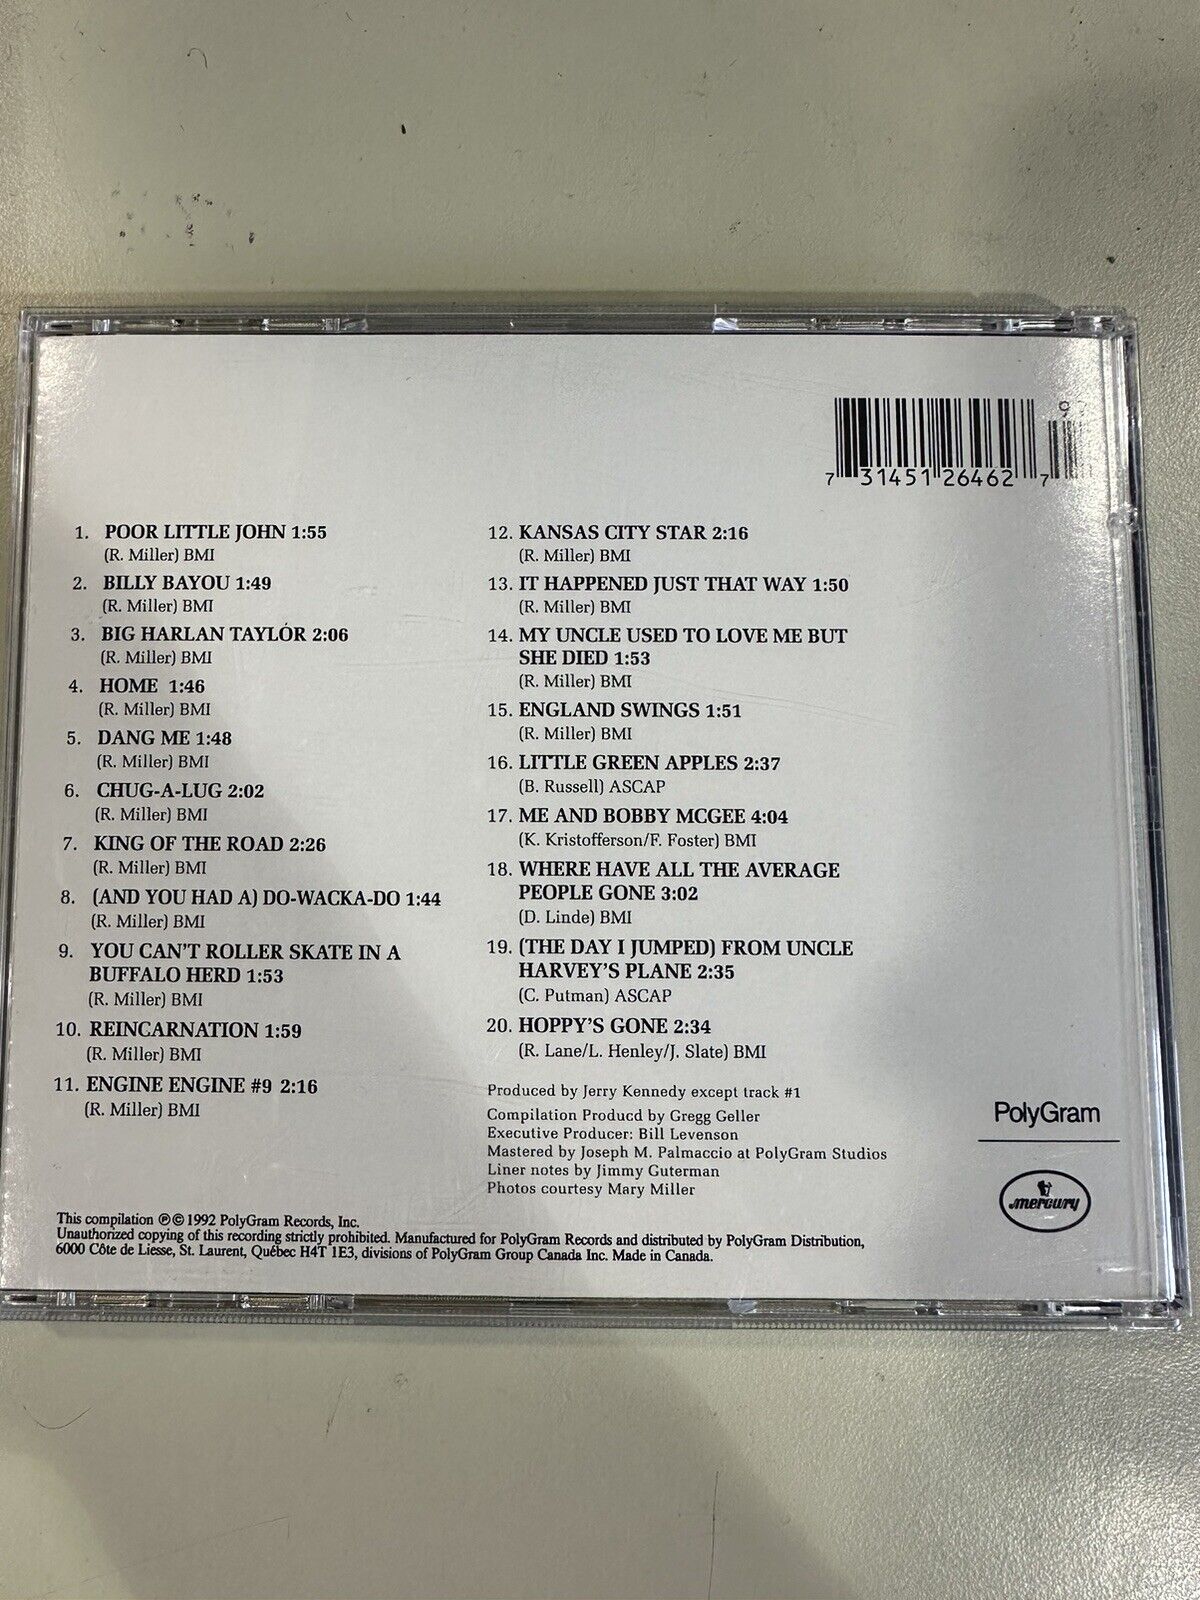 9
7 31451 26462 7
1. POOR LITTLE JOHN 1:55
(R. Miller) BMI
2. BILLY BAYOU 1:49
(R. Miller) BMI
3. BIG HARLAN TAYLOR 2:06
(R. Miller) BMI
4. HOME 1:46
(R. Miller) BMI
5. DANG ME 1:48
(R. Miller) BMI
6. CHUG-A-LUG 2:02
(R. Miller) BMI
7. KING OF THE ROAD 2:26
(R. Miller) BMI
8. (AND YOU HAD A) DO-WACKA-DO 1:44
(R. Miller) BMI
9. YOU CAN'T ROLLER SKATE IN A
BUFFALO HERD 1:53
(R. Miller) BMI
10. REINCARNATION 1:59
(R. Miller) BMI
11. ENGINE ENGINE #9 2:16
(R. Miller) BMI
12. KANSAS CITY STAR 2:16
(R. Miller) BMI
13. IT HAPPENED JUST THAT WAY 1:50
(R. Miller) BMI
14. MY UNCLE USED TO LOVE ME BUT
SHE DIED 1:53
(R. Miller) BMI
15. ENGLAND SWINGS 1:51
(R. Miller) BMI
16. LITTLE GREEN APPLES 2:37
(B. Russell) ASCAP
17. ME AND BOBBY MCGEE 4:04
(K. Kristofferson/F. Foster) BMI
18. WHERE HAVE ALL THE AVERAGE
PEOPLE GONE 3:02
(D. Linde) BMI
19. (THE DAY I JUMPED) FROM UNCLE
HARVEY'S PLANE 2:35
(C. Putman) ASCAP
20. HOPPY'S GONE 2:34
(R. Lane/L. Henley/J. Slate) BMI
Produced by Jerry Kennedy except track #1
Compilation Producd by Gregg Geller
Executive Producer: Bill Levenson
Mastered by Joseph M. Palmaccio at PolyGram Studios
Liner notes by Jimmy Guterman
Photos courtesy Mary Miller
PolyGram
mercury
This compilation ℗ © 1992 PolyGram Records, Inc.
Unauthorized copying of this recording strictly prohibited. Manufactured for PolyGram Records and distributed by PolyGram Distribution,
6000 Côte de Liesse, St. Laurent, Québec H4T 1E3, divisions of PolyGram Group Canada Inc. Made in Canada.